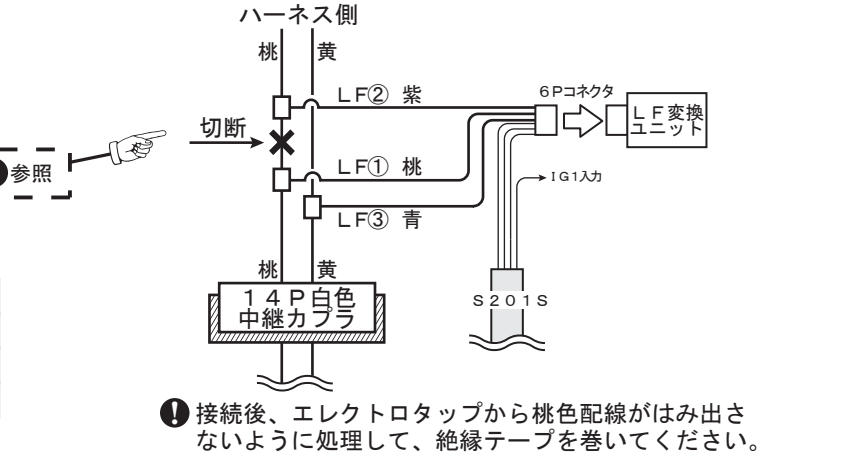 ハーネス側
桃 黄
LF② 紫
6Pコネクタ
LF変換
ユニット
切断
参照
LF① 桃
IG1入力
LF③ 青
桃 黄
14P白色
中継カプラ
S201S
接続後、エレクトロタップから桃色配線がはみ出さ
ないように処理して、絶縁テープを巻いてください。